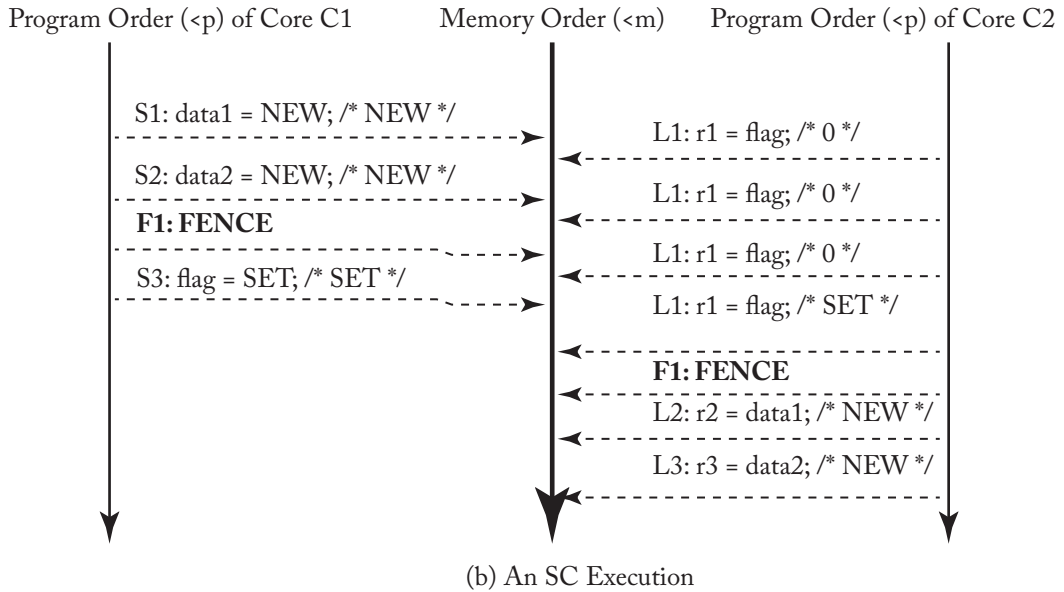 Program Order (<p) of Core C1
Memory Order (<m)
Program Order (<p) of Core C2
S1: data1 = NEW; /* NEW */
L1: r1 = flag; /* 0 */
S2: data2 = NEW; /* NEW */
L1: r1 = flag; /* 0 */
F1: FENCE
L1: r1 = flag; /* 0 */
S3: flag = SET; /* SET */
L1: r1 = flag; /* SET */
F1: FENCE
L2: r2 = data1; /* NEW */
L3: r3 = data2; /* NEW */
(b) An SC Execution